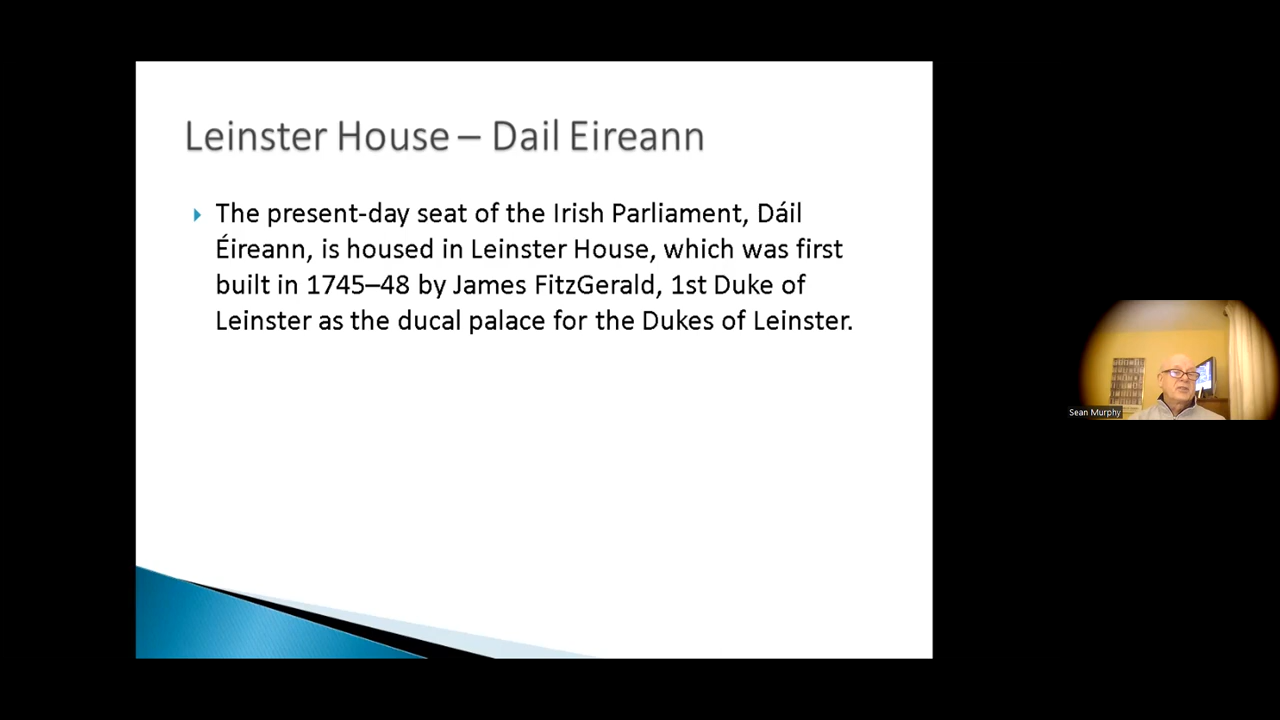 Leinster House – Dail Eireann
The present-day seat of the Irish Parliament, Dáil
Éireann, is housed in Leinster House, which was first
built in 1745–48 by James FitzGerald, 1st Duke of
Leinster as the ducal palace for the Dukes of Leinster.
Sean Murphy